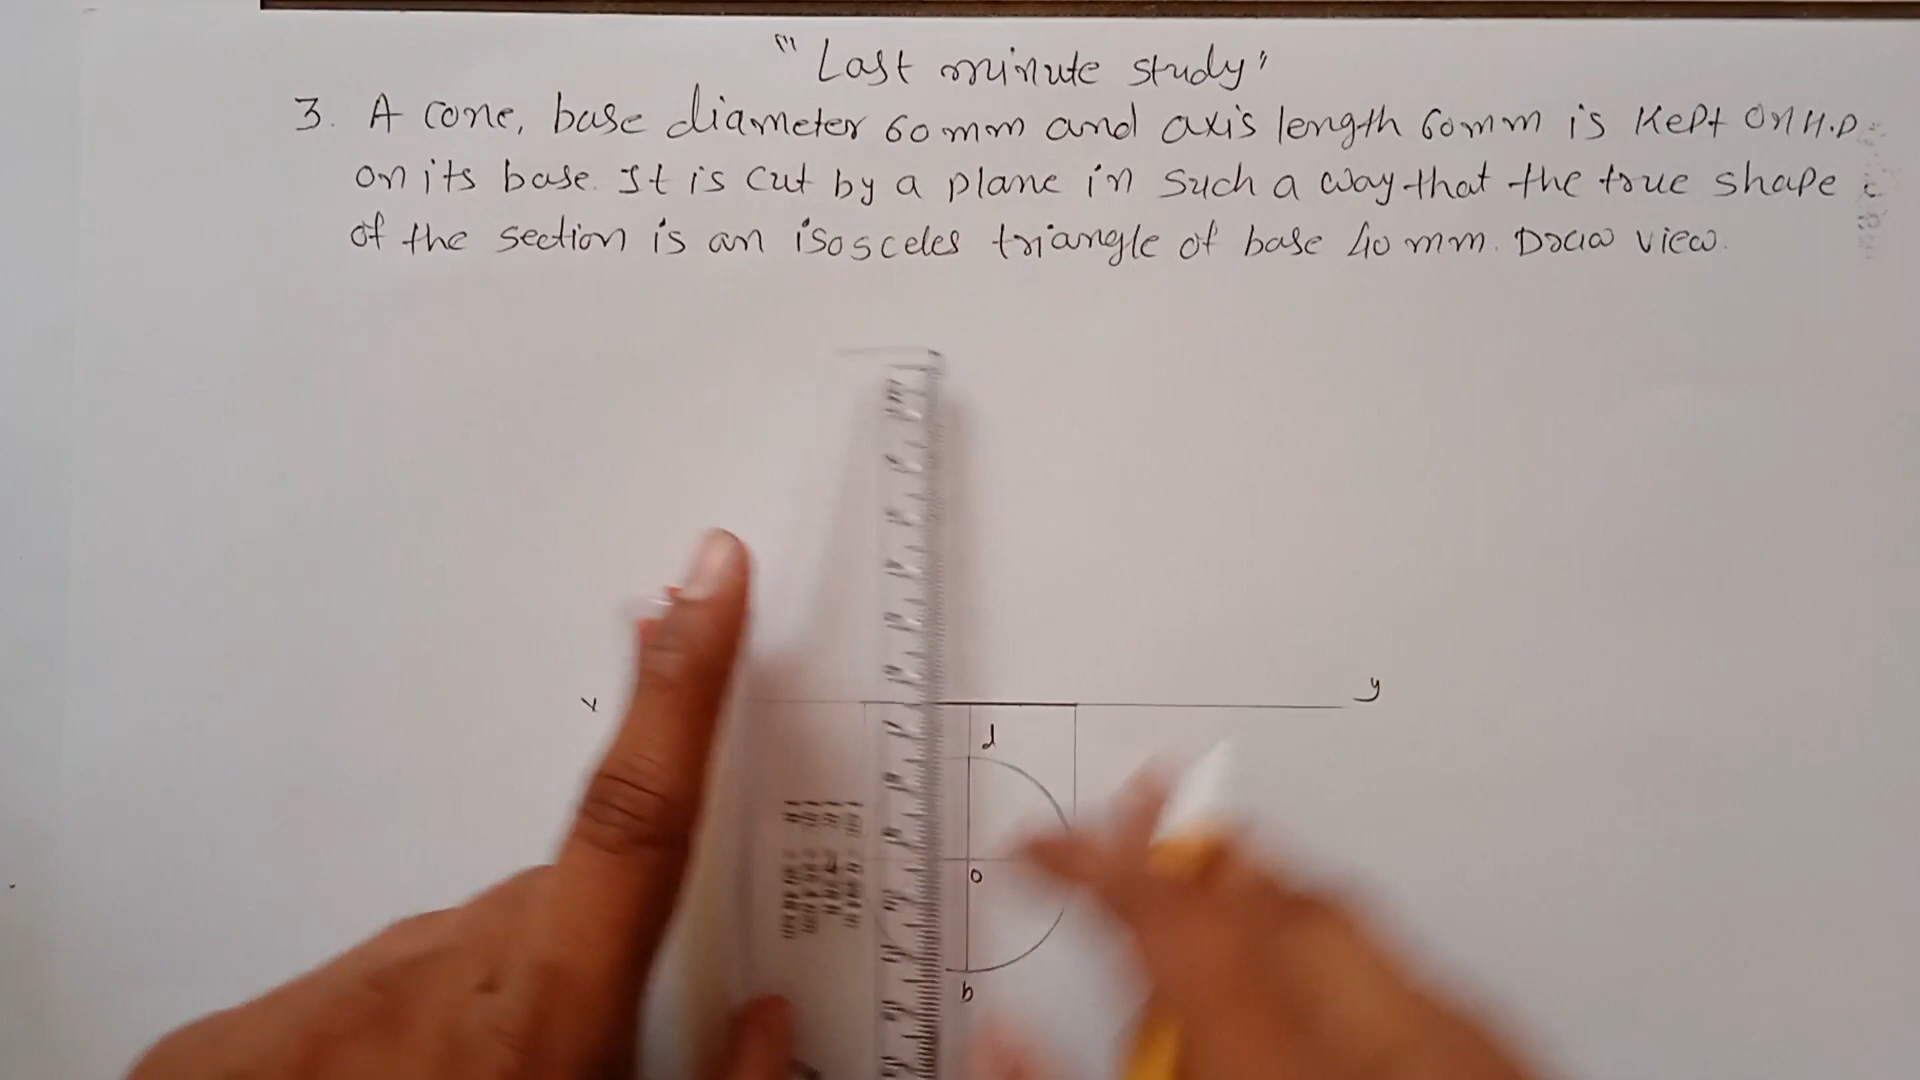 "Last minute study"
3. A cone, base diameter 60 mm and axis length 60mm is kept on H.P
on its base. It is cut by a plane in such a way that the true shape
of the section is an isosceles triangle of base 40 mm. Draw view.
x
y
d
o
b